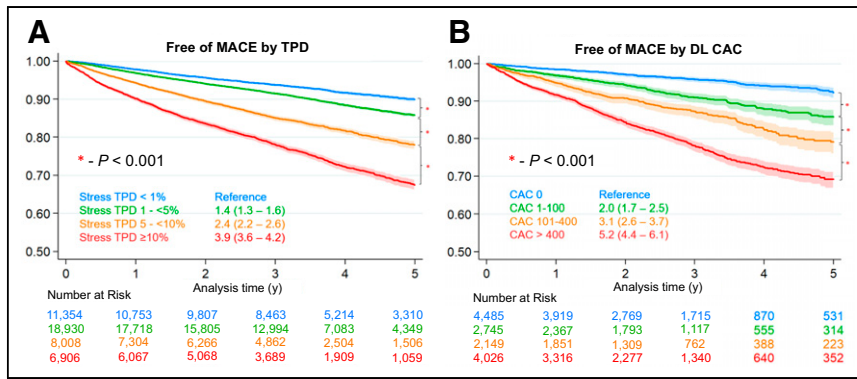 A
Free of MACE by TPD
1.00
0.90
0.80
0.70
0.60
0.50
*
*
*
* - P < 0.001
Stress TPD < 1% Reference
Stress TPD 1 - <5% 1.4 (1.3 – 1.6)
Stress TPD 5 - <10% 2.4 (2.2 – 2.6)
Stress TPD ≥10% 3.9 (3.6 – 4.2)
0 1 2 3 4 5
Analysis time (y)
Number at Risk
11,354 10,753 9,807 8,463 5,214 3,310
18,930 17,718 15,805 12,994 7,083 4,349
8,008 7,304 6,266 4,862 2,504 1,506
6,906 6,067 5,068 3,689 1,909 1,059
B
Free of MACE by DL CAC
1.00
0.90
0.80
0.70
0.60
0.50
*
*
*
* - P < 0.001
CAC 0 Reference
CAC 1-100 2.0 (1.7 – 2.5)
CAC 101-400 3.1 (2.6 – 3.7)
CAC > 400 5.2 (4.4 – 6.1)
0 1 2 3 4 5
Analysis time (y)
Number at Risk
4,485 3,919 2,769 1,715 870 531
2,745 2,367 1,793 1,117 555 314
2,149 1,851 1,309 762 388 223
4,026 3,316 2,277 1,340 640 352